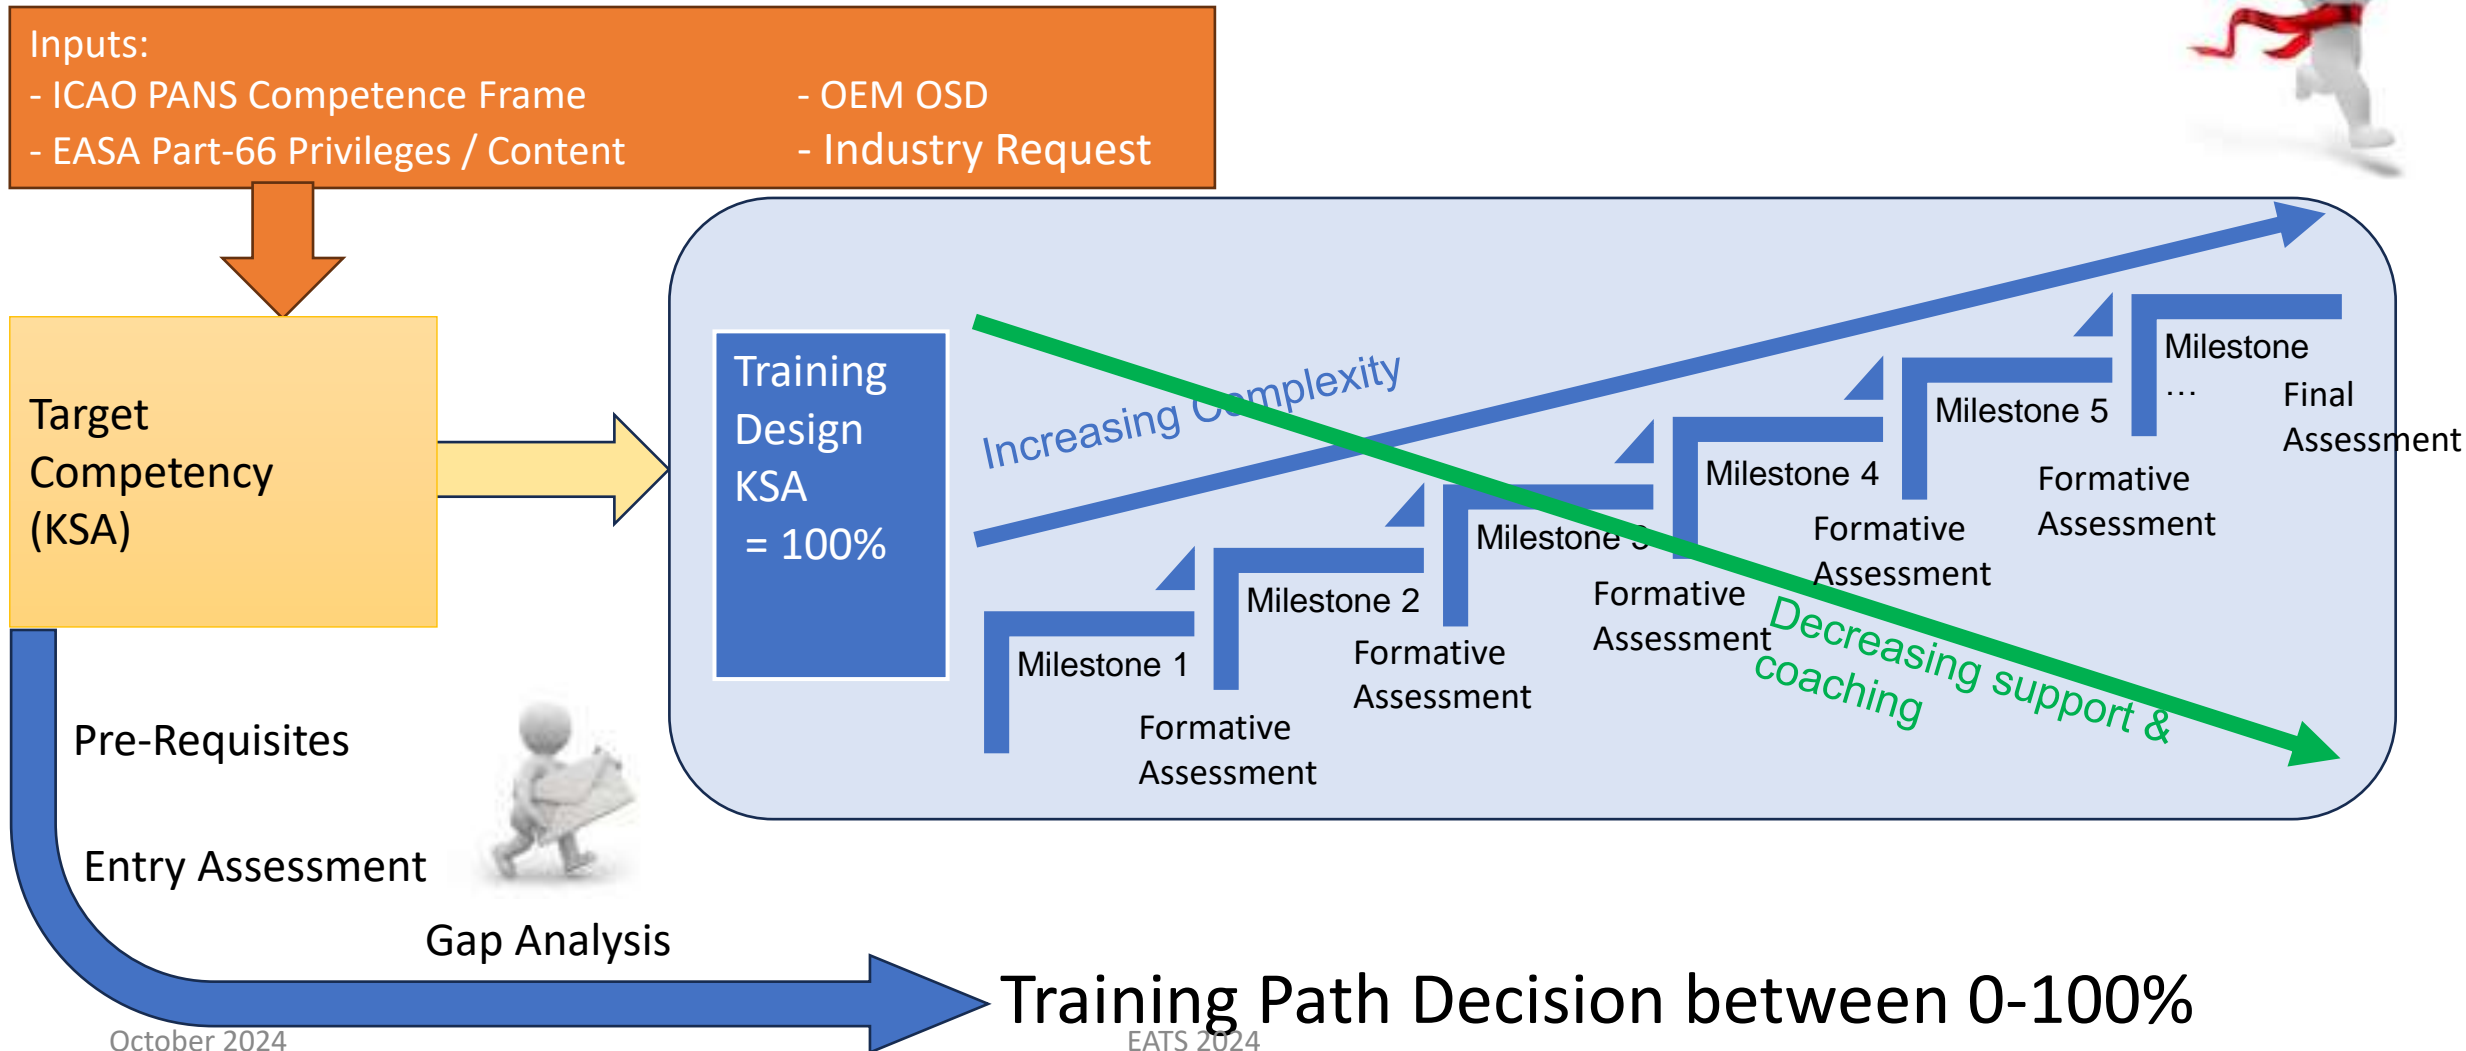 Inputs:
- ICAO PANS Competence Frame
- OEM OSD
- EASA Part-66 Privileges / Content
- Industry Request
Target
Competency
(KSA)
Training
Design
KSA
= 100%
Increasing Complexity
Milestone 1
Formative
Assessment
Milestone 2
Formative
Assessment
Milestone 3
Formative
Assessment
Milestone 4
Formative
Assessment
Milestone 5
Formative
Assessment
Milestone
...
Final
Assessment
Decreasing support &
coaching
Pre-Requisites
Entry Assessment
Gap Analysis
Training Path Decision between 0-100%
October 2024
EATS 2024